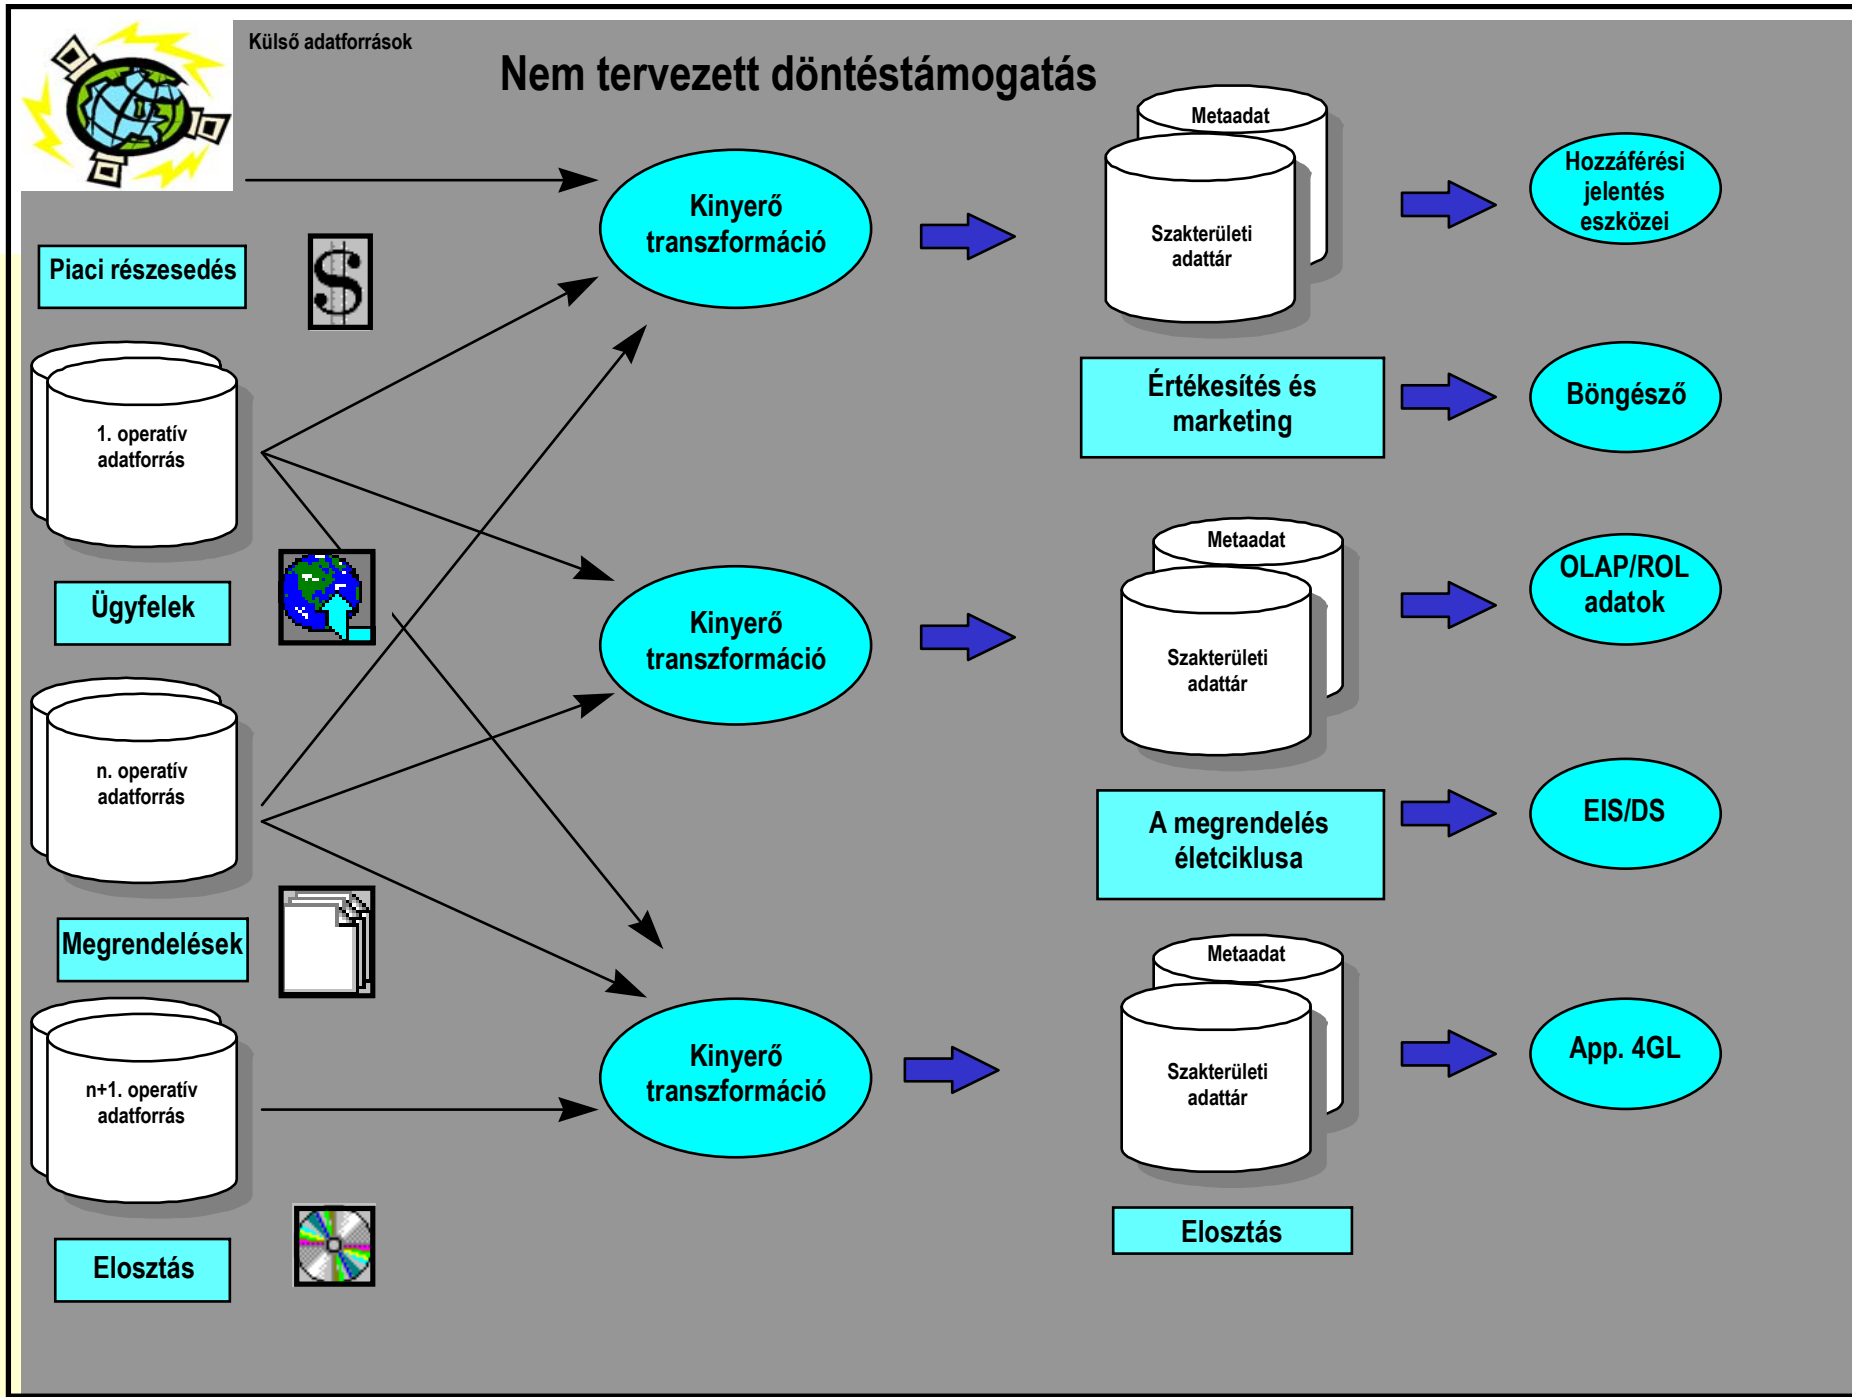 Külső adatforrások
Nem tervezett döntéstámogatás
Piaci részesedés
1. operatív
adatforrás
Ügyfelek
n. operatív
adatforrás
Megrendelések
n+1. operatív
adatforrás
Elosztás
Kinyerő
transzformáció
Kinyerő
transzformáció
Kinyerő
transzformáció
Metaadat
Szakterületi
adattár
Értékesítés és
marketing
Metaadat
Szakterületi
adattár
A megrendelés
életciklusa
Metaadat
Szakterületi
adattár
Elosztás
Hozzáférési
jelentés
eszközei
Böngésző
OLAP/ROL
adatok
EIS/DS
App. 4GL